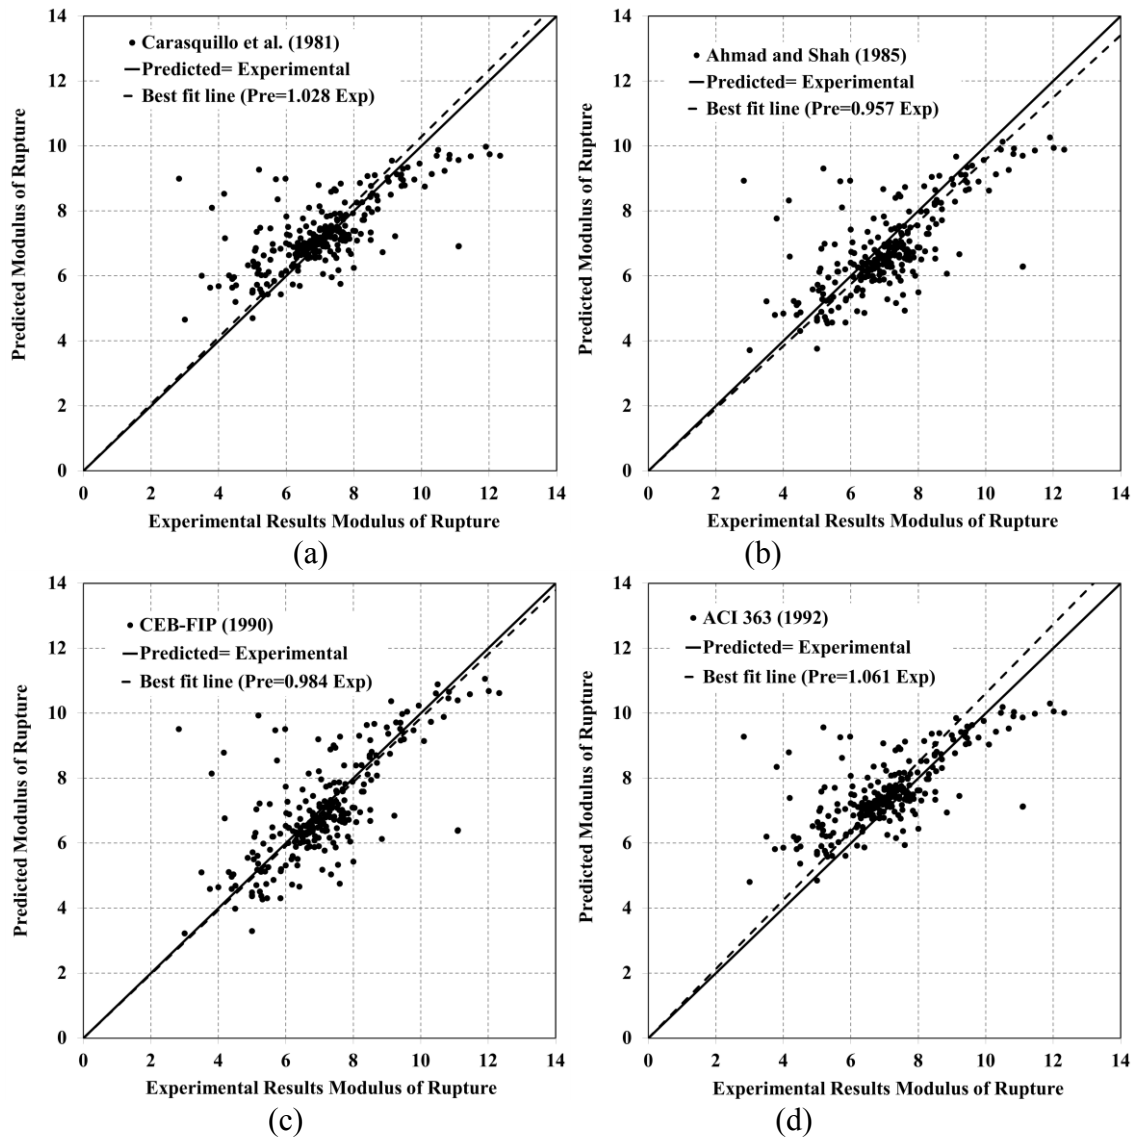 14
12
10
8
6
4
2
0
Predicted Modulus of Rupture
Carasquillo et al. (1981)
Predicted= Experimental
Best fit line (Pre=1.028 Exp)
0 2 4 6 8 10 12 14
Experimental Results Modulus of Rupture
(a)
14
12
10
8
6
4
2
0
Predicted Modulus of Rupture
Ahmad and Shah (1985)
Predicted= Experimental
Best fit line (Pre=0.957 Exp)
0 2 4 6 8 10 12 14
Experimental Results Modulus of Rupture
(b)
14
12
10
8
6
4
2
0
Predicted Modulus of Rupture
CEB-FIP (1990)
Predicted= Experimental
Best fit line (Pre=0.984 Exp)
0 2 4 6 8 10 12 14
Experimental Results Modulus of Rupture
(c)
14
12
10
8
6
4
2
0
Predicted Modulus of Rupture
ACI 363 (1992)
Predicted= Experimental
Best fit line (Pre=1.061 Exp)
0 2 4 6 8 10 12 14
Experimental Results Modulus of Rupture
(d)